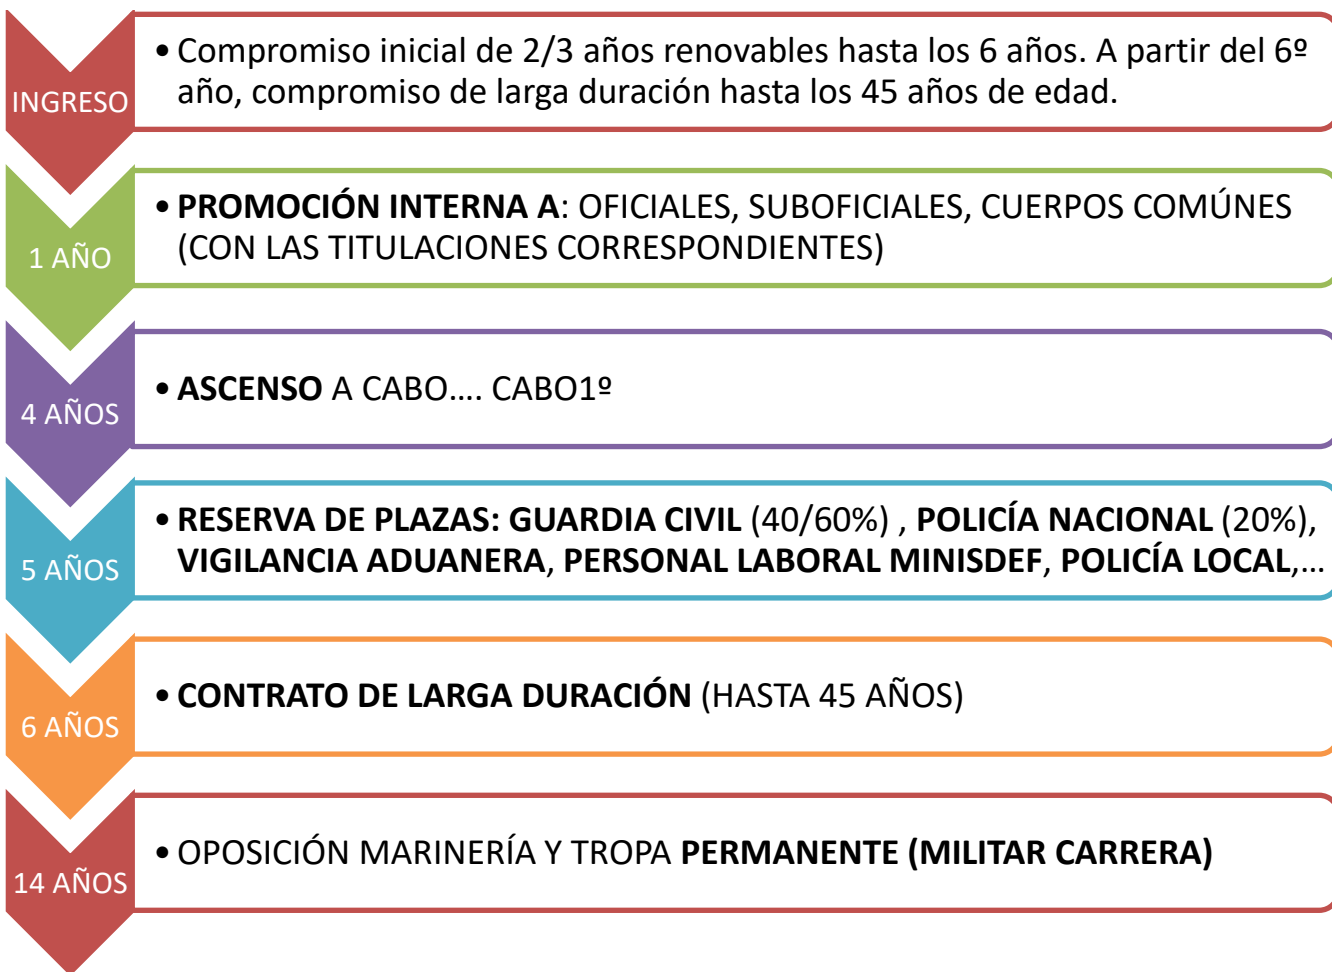 INGRESO
• Compromiso inicial de 2/3 años renovables hasta los 6 años. A partir del 6º
año, compromiso de larga duración hasta los 45 años de edad.
1 AÑO
• PROMOCIÓN INTERNA A: OFICIALES, SUBOFICIALES, CUERPOS COMÚNES
(CON LAS TITULACIONES CORRESPONDIENTES)
4 AÑOS
• ASCENSO A CABO.... CABO1º
5 AÑOS
• RESERVA DE PLAZAS: GUARDIA CIVIL (40/60%) , POLICÍA NACIONAL (20%),
VIGILANCIA ADUANERA, PERSONAL LABORAL MINISDEF, POLICÍA LOCAL,...
6 AÑOS
• CONTRATO DE LARGA DURACIÓN (HASTA 45 AÑOS)
14 AÑOS
• OPOSICIÓN MARINERÍA Y TROPA PERMANENTE (MILITAR CARRERA)